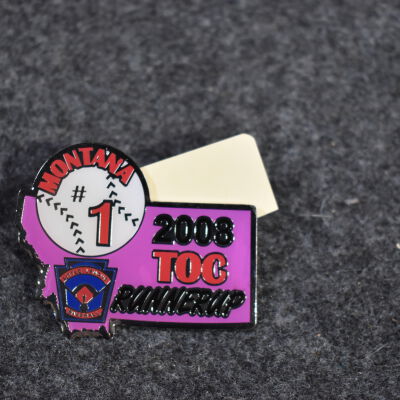 MONTANA
# 1
2008
TOC
RUNNERUP